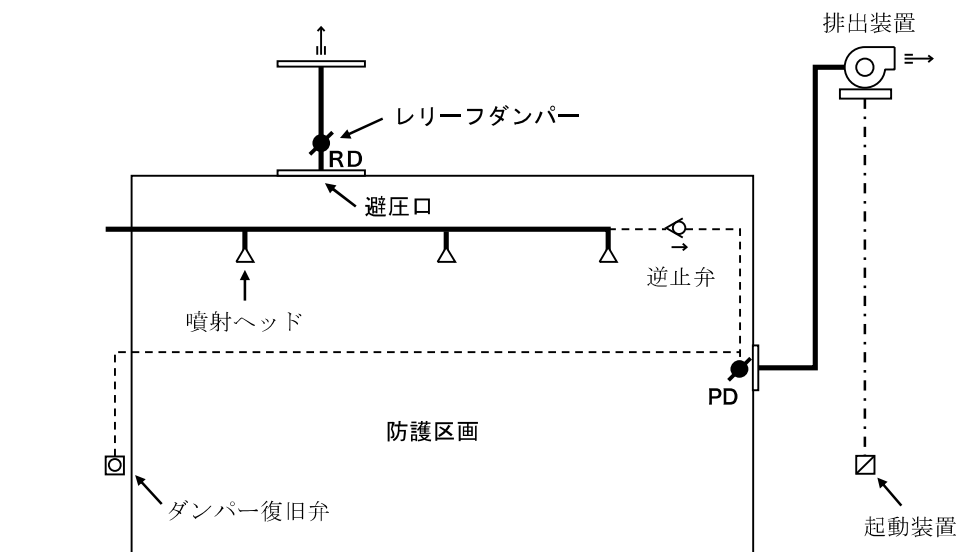 排出装置
レリーフダンパー
RD
避圧口
逆止弁
噴射ヘッド
PD
防護区画
ダンパー復旧弁
起動装置